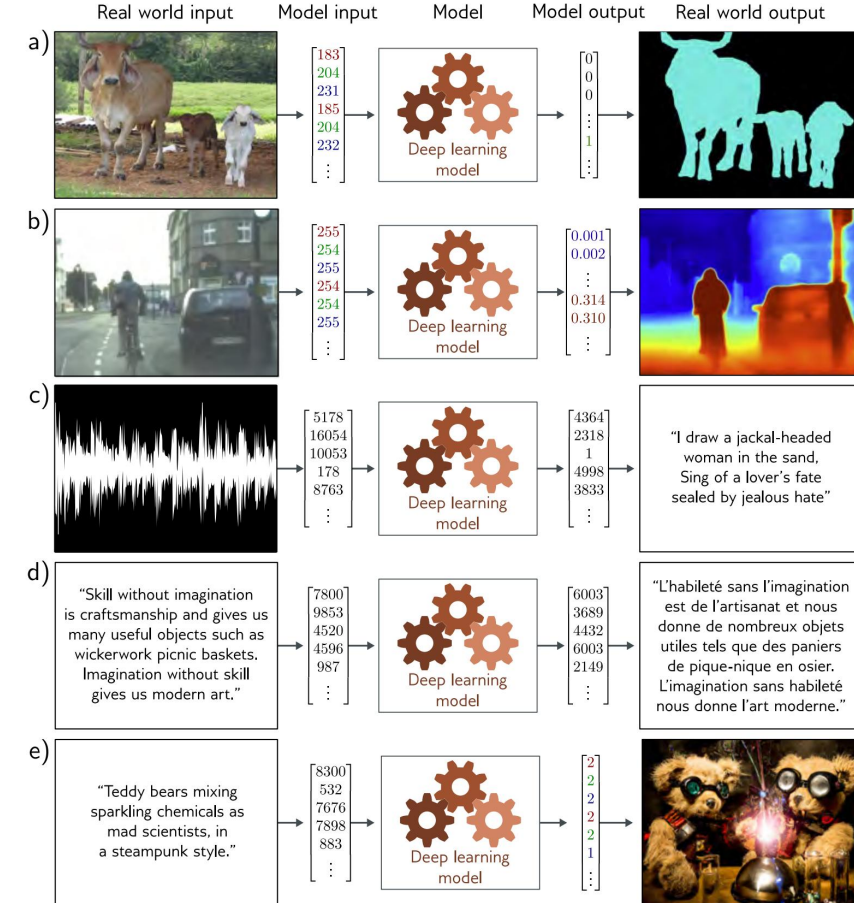 Real world input
Model input
Model
Model output
Real world output
a)
183
204
231
185
204
232
⋮
Deep learning
model
0
0
0
⋮
1
⋮
b)
255
254
255
254
254
255
⋮
Deep learning
model
0.001
0.002
⋮
0.314
0.310
⋮
c)
5178
16054
10053
178
8763
⋮
Deep learning
model
4364
2318
1
4998
3833
⋮
“I draw a jackal-headed
woman in the sand,
Sing of a lover’s fate
sealed by jealous hate”
d)
“Skill without imagination
is craftsmanship and gives us
many useful objects such as
wickerwork picnic baskets.
Imagination without skill
gives us modern art.”
7800
9853
4520
4596
987
⋮
Deep learning
model
6003
3689
4432
6003
2149
⋮
“L’habileté sans l’imagination
est de l’artisanat et nous
donne de nombreux objets
utiles tels que des paniers
de pique-nique en osier.
L’imagination sans habileté
nous donne l’art moderne.”
e)
“Teddy bears mixing
sparkling chemicals as
mad scientists, in
a steampunk style.”
8300
532
7676
7898
883
⋮
Deep learning
model
2
2
2
2
2
1
⋮